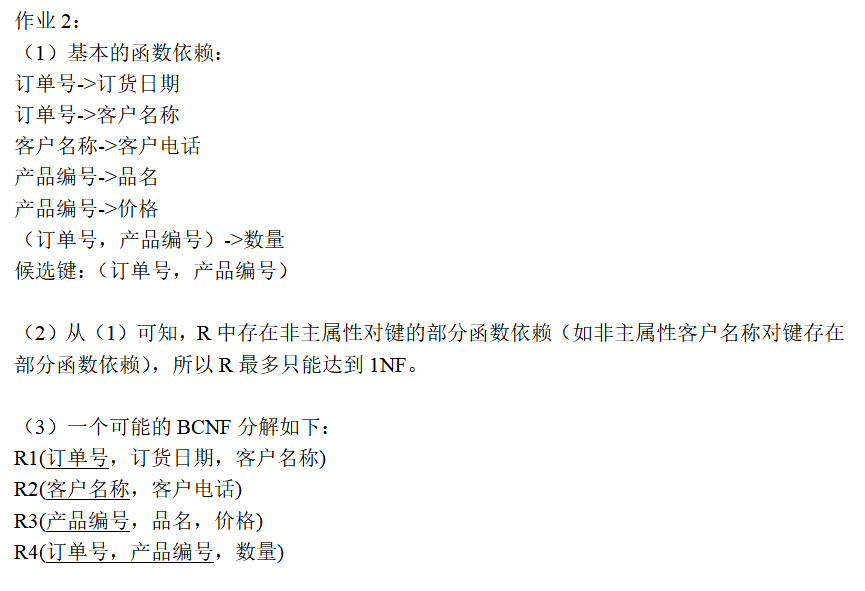 作业 2：
（1）基本的函数依赖：
订单号->订货日期
订单号->客户名称
客户名称->客户电话
产品编号->品名
产品编号->价格
（订单号，产品编号）->数量
候选键：（订单号，产品编号）
（2）从（1）可知，R 中存在非主属性对键的部分函数依赖（如非主属性客户名称对键存在
部分函数依赖），所以 R 最多只能达到 1NF。
（3）一个可能的 BCNF 分解如下：
R1(订单号，订货日期，客户名称)
R2(客户名称，客户电话)
R3(产品编号，品名，价格)
R4(订单号，产品编号，数量)